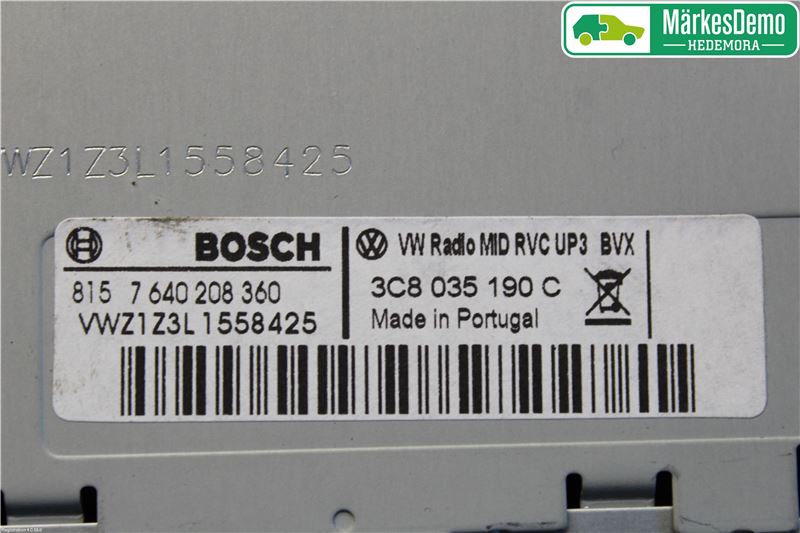 MärkesDemo
HEDEMORA
WZ1Z3L1558425
BOSCH
815 7 640 208 360
VWZ1Z3L1558425
VW Radio MID RVC UP3 BVX
3C8 035 190 C
Made in Portugal